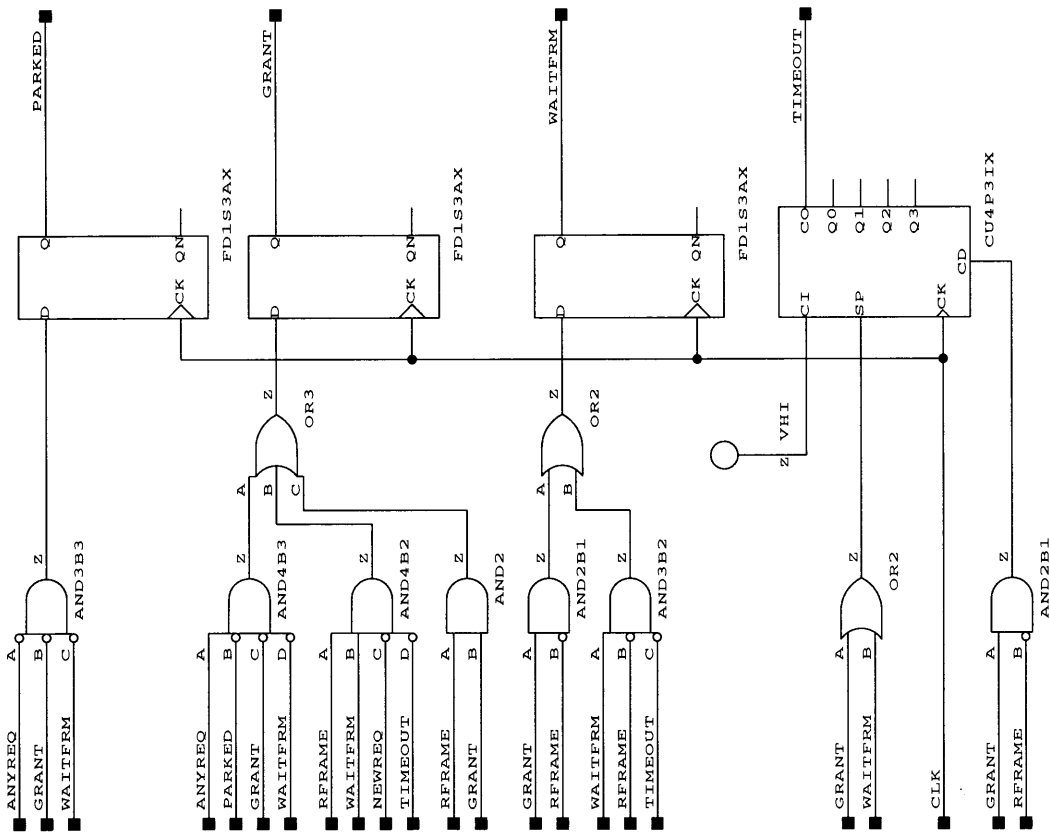 ANYREQ A
GRANT B Z D Q PARKED
WAITFRM C
AND3B3
CK QN
FD1S3AX
ANYREQ A
PARKED B Z A
GRANT C B Z D Q GRANT
WAITFRM D C
AND4B3 OR3
RFRAME A
WAITFRM B Z
NEWREQ C
TIMEOUT D CK QN
AND4B2
FD1S3AX
RFRAME A
GRANT B Z
AND2
GRANT A Z A
RFRAME B B Z D Q WAITFRM
AND2B1 OR2
WAITFRM A
RFRAME B Z
TIMEOUT C
AND3B2
CK QN
FD1S3AX
Z VHI
CI CO TIMEOUT
Q0
GRANT A Z SP Q1
WAITFRM B Q2
OR2
Q3
CLK CK
CD
CU4P3IX
GRANT A Z
RFRAME B
AND2B1